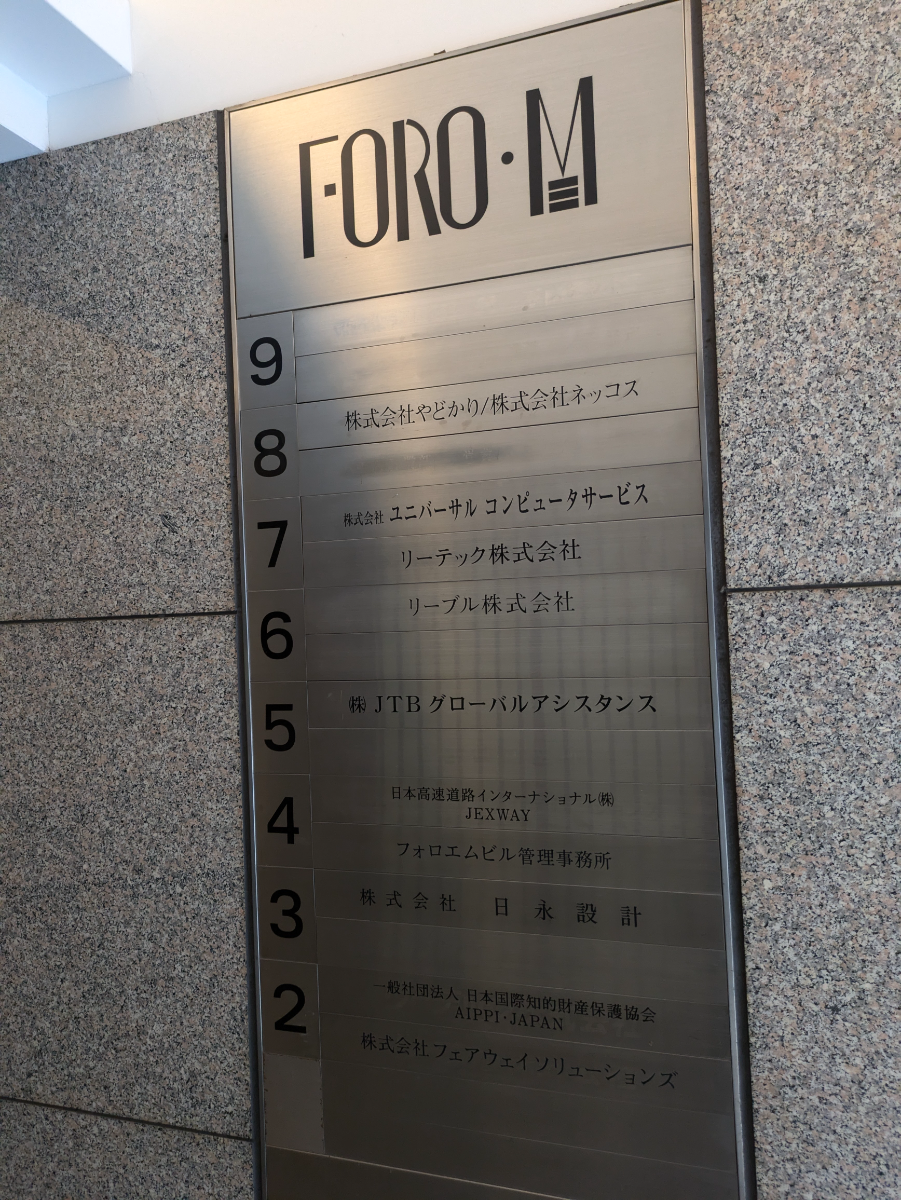 FORO・M
9
8
株式会社やどかり/株式会社ネッコス
7
株式会社 ユニバーサル コンピュータサービス
リーテック株式会社
6
リーブル株式会社
5
㈱ JTBグローバルアシスタンス
4
日本高速道路インターナショナル㈱
JEXWAY
フォロエムビル管理事務所
3
株式会社 日永設計
2
一般社団法人 日本国際知的財産保護協会
AIPPI・JAPAN
株式会社フェアウェイソリューションズ